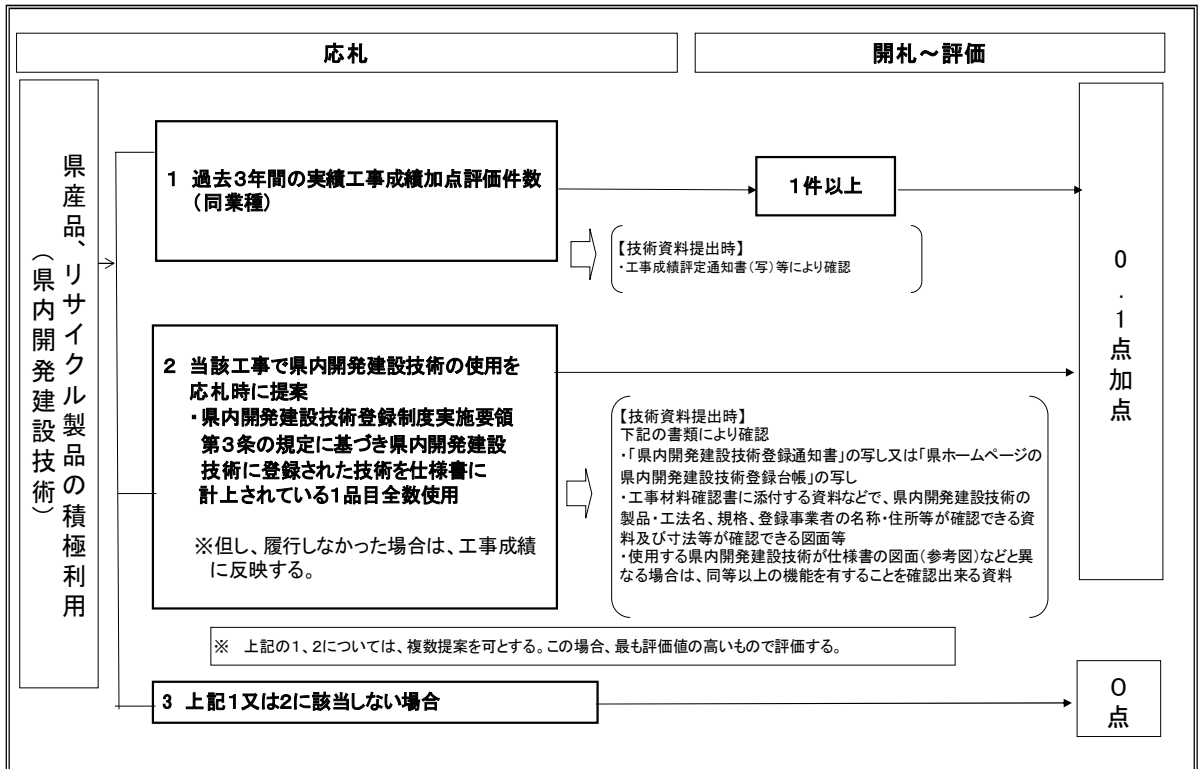 応札
開札～評価
県産品、リサイクル製品の積極利用
（県内開発建設技術）
1 過去3年間の実績工事成績加点評価件数
（同業種）
1件以上
【技術資料提出時】
・工事成績評定通知書（写）等により確認
0.1点加点
2 当該工事で県内開発建設技術の使用を
応札時に提案
・県内開発建設技術登録制度実施要領
第3条の規定に基づき県内開発建設
技術に登録された技術を仕様書に
計上されている1品目全数使用
※但し、履行しなかった場合は、工事成績
に反映する。
【技術資料提出時】
下記の書類により確認
・「県内開発建設技術登録通知書」の写し又は「県ホームページの
県内開発建設技術登録台帳」の写し
・工事材料確認書に添付する資料などで、県内開発建設技術の
製品・工法名、規格、登録事業者の名称・住所等が確認できる資
料及び寸法等が確認できる図面等
・使用する県内開発建設技術が仕様書の図面（参考図）などと異
なる場合は、同等以上の機能を有することを確認出来る資料
※ 上記の1、2については、複数提案を可とする。この場合、最も評価値の高いもので評価する。
3 上記1又は2に該当しない場合
0点